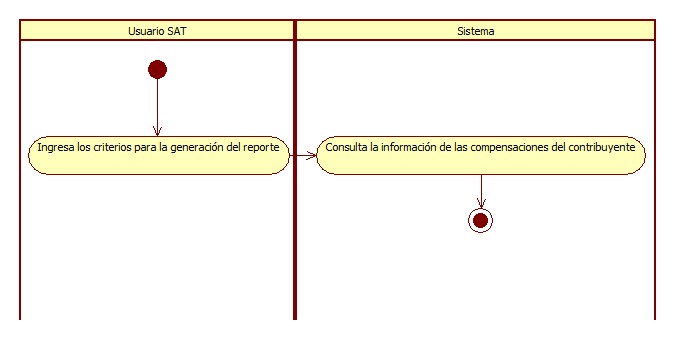 Usuario SAT
Sistema
Ingresa los criterios para la generación del reporte
Consulta la información de las compensaciones del contribuyente